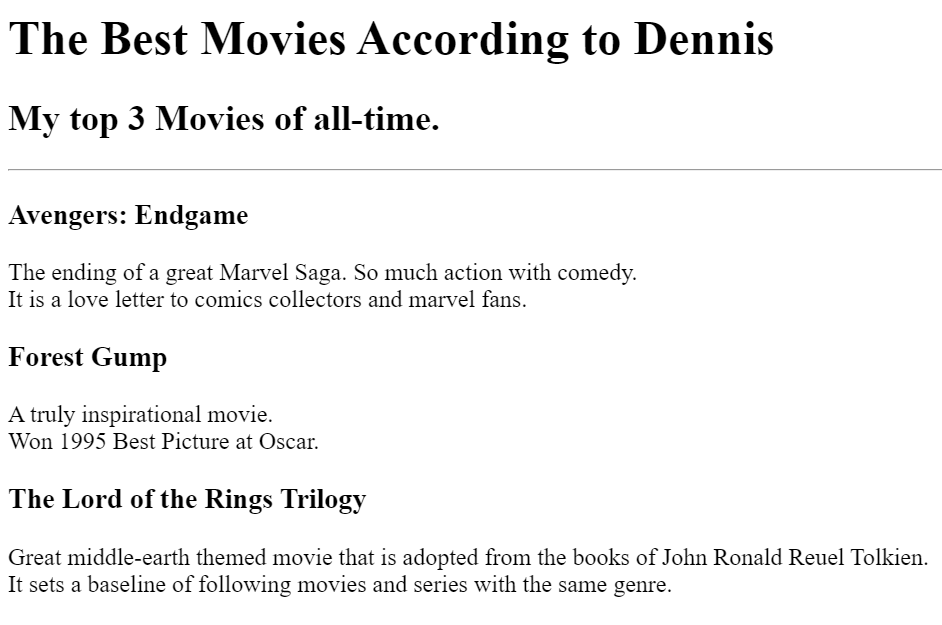 The Best Movies According to Dennis
My top 3 Movies of all-time.
Avengers: Endgame
The ending of a great Marvel Saga. So much action with comedy.
It is a love letter to comics collectors and marvel fans.
Forest Gump
A truly inspirational movie.
Won 1995 Best Picture at Oscar.
The Lord of the Rings Trilogy
Great middle-earth themed movie that is adopted from the books of John Ronald Reuel Tolkien.
It sets a baseline of following movies and series with the same genre.